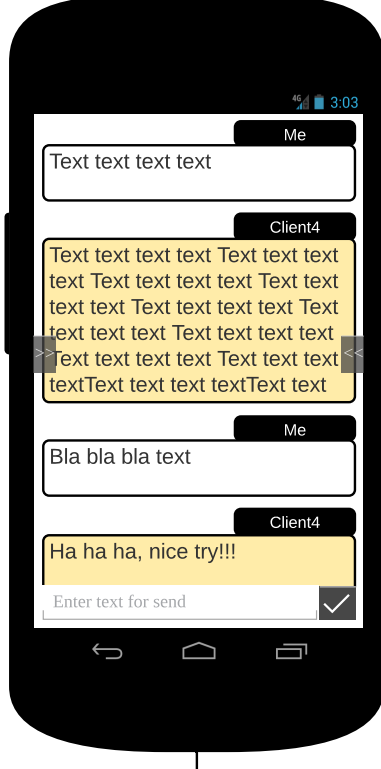 4G 3:03
Me
Text text text text
Client4
Text text text text Text text text
text Text text text text Text text
text text Text text text text Text
text text text Text text text text
>> Text text text text Text text text <<
textText text text textText text
Me
Bla bla bla text
Client4
Ha ha ha, nice try!!!
Enter text for send